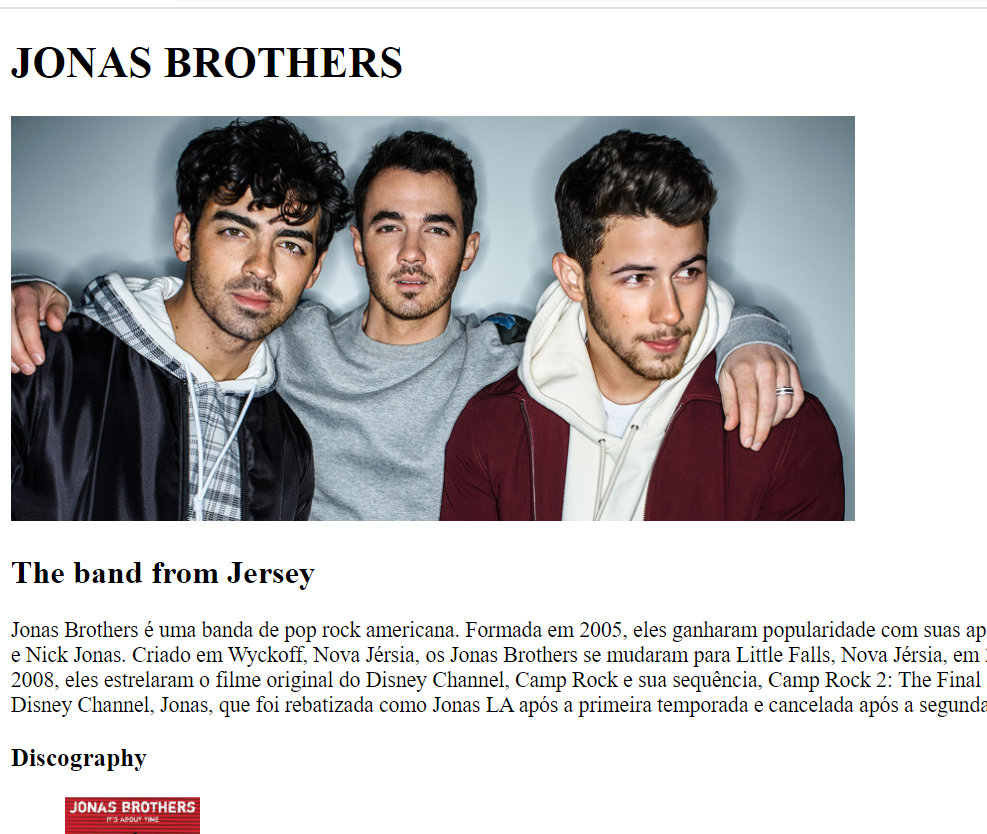 JONAS BROTHERS
The band from Jersey
Jonas Brothers é uma banda de pop rock americana. Formada em 2005, eles ganharam popularidade com suas
e Nick Jonas. Criado em Wyckoff, Nova Jérsia, os Jonas Brothers se mudaram para Little Falls, Nova Jérsia, em
2008, eles estrelaram o filme original do Disney Channel, Camp Rock e sua sequência, Camp Rock 2: The Final
Disney Channel, Jonas, que foi rebatizada como Jonas LA após a primeira temporada e cancelada após a segunda
Discography
JONAS BROTHERS
IT'S ABOUT TIME